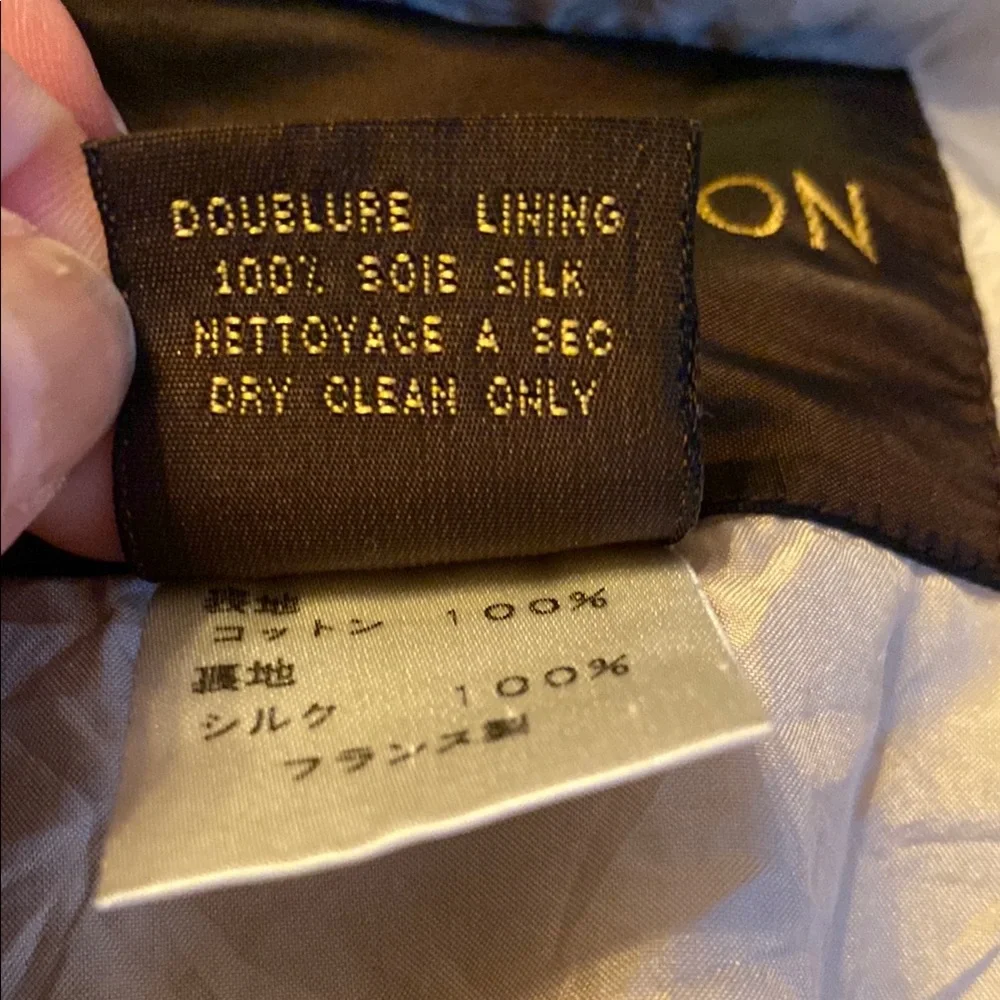 DOUBLURE LINING
100% SOIE SILK
NETTOYAGE A SEC
DRY CLEAN ONLY
ON
表地
コットン 100%
裏地
シルク 100%
フランス製